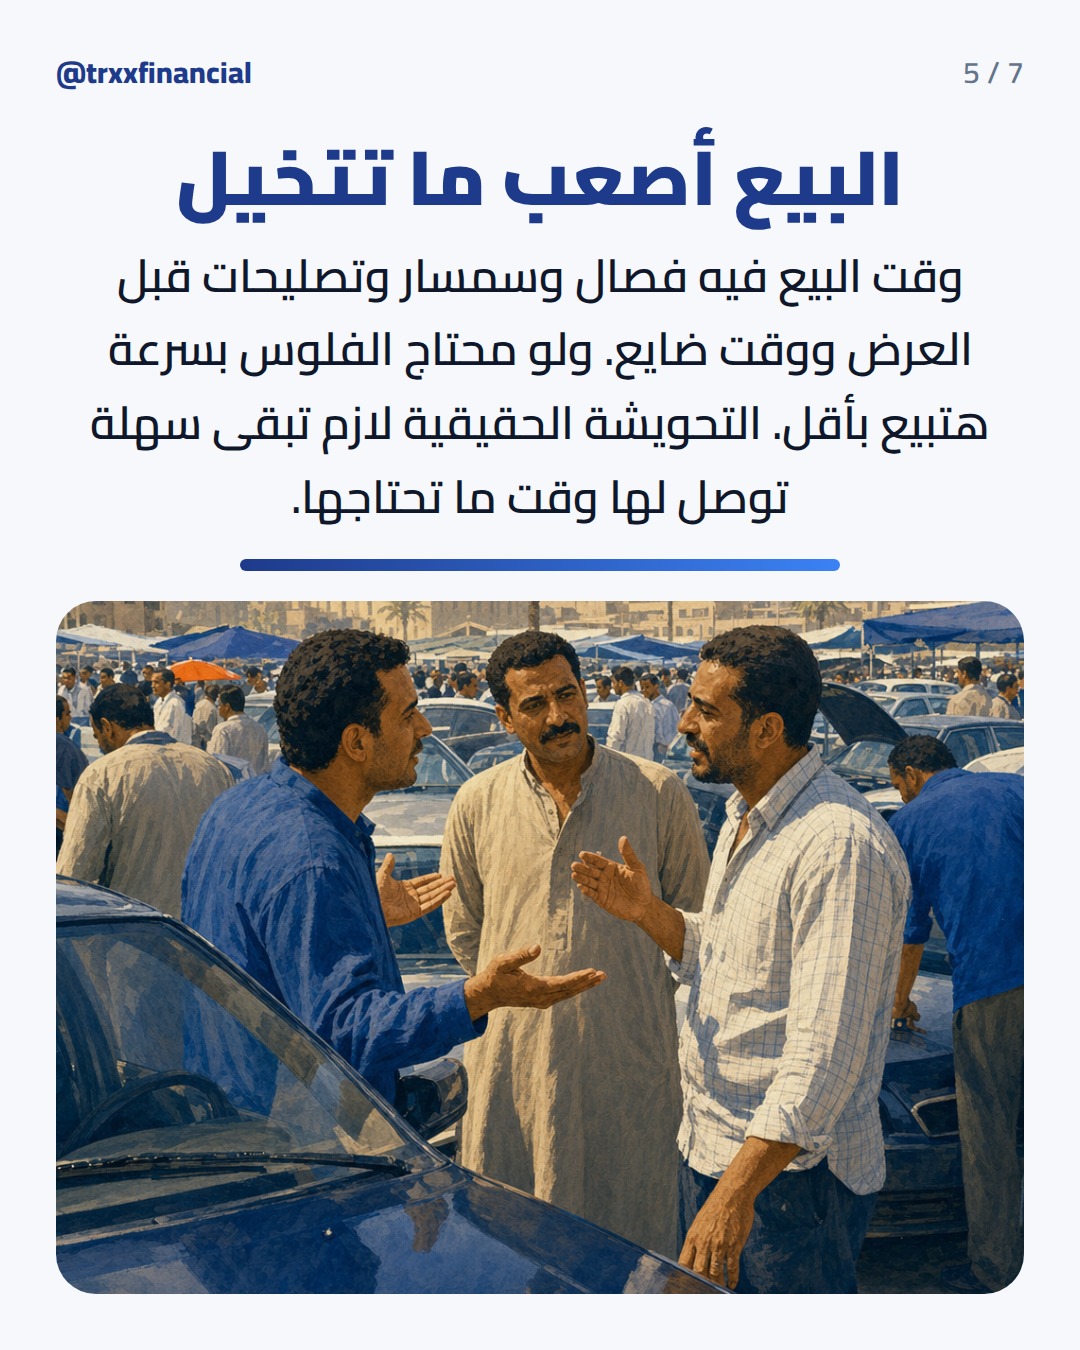 @trxxfinancial
5 / 7
البيع أصعب ما تتخيل
وقت البيع فيه فصال وسمسار وتصليحات قبل
العرض ووقت ضايع. ولو محتاج الفلوس بسرعة
هتبيع بأقل. التحويشة الحقيقية لازم تبقى سهلة
توصل لها وقت ما تحتاجها.